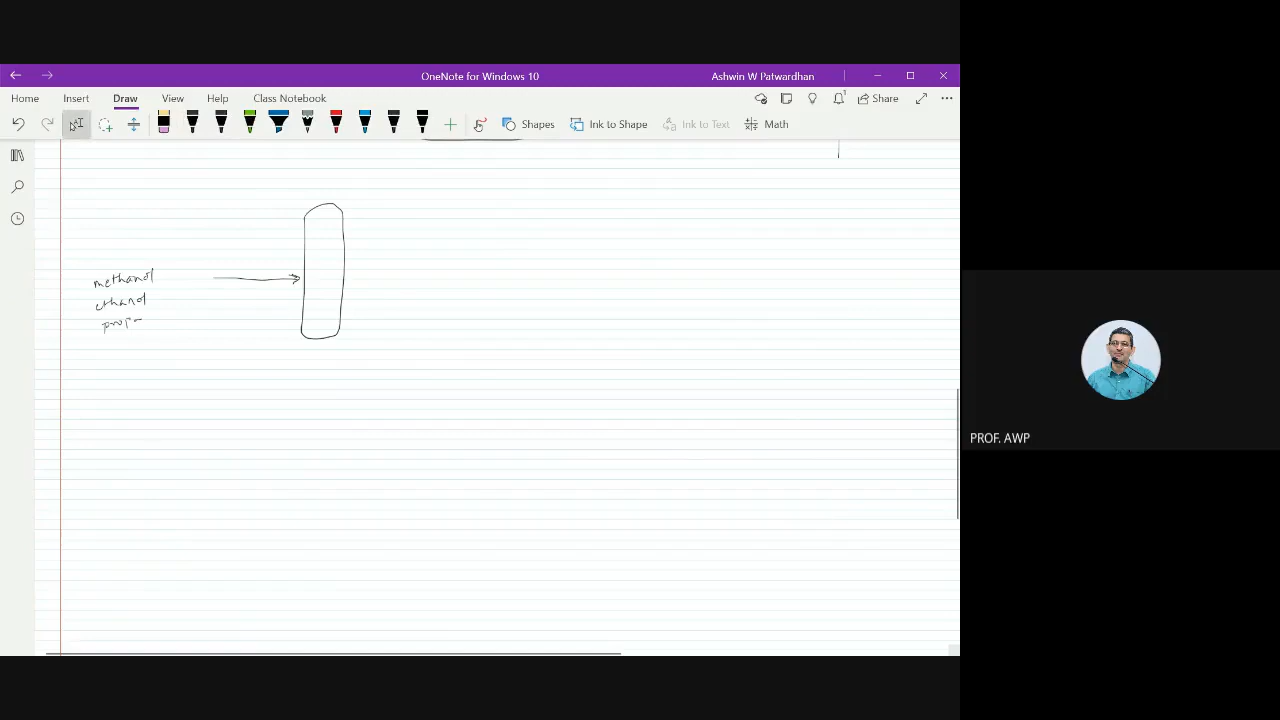 OneNote for Windows 10
Ashwin W Patwardhan
Home Insert Draw View Help Class Notebook
Share
Shapes Ink to Shape Ink to Text Math
methanol
ethanol
prop-
PROF. AWP